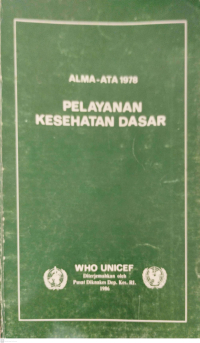 ALMA-ATA 1978
PELAYANAN
KESEHATAN DASAR
WHO UNICEF
Diterjemahkan oleh
Pusat Diknakes Dep. Kes. RI.
1986